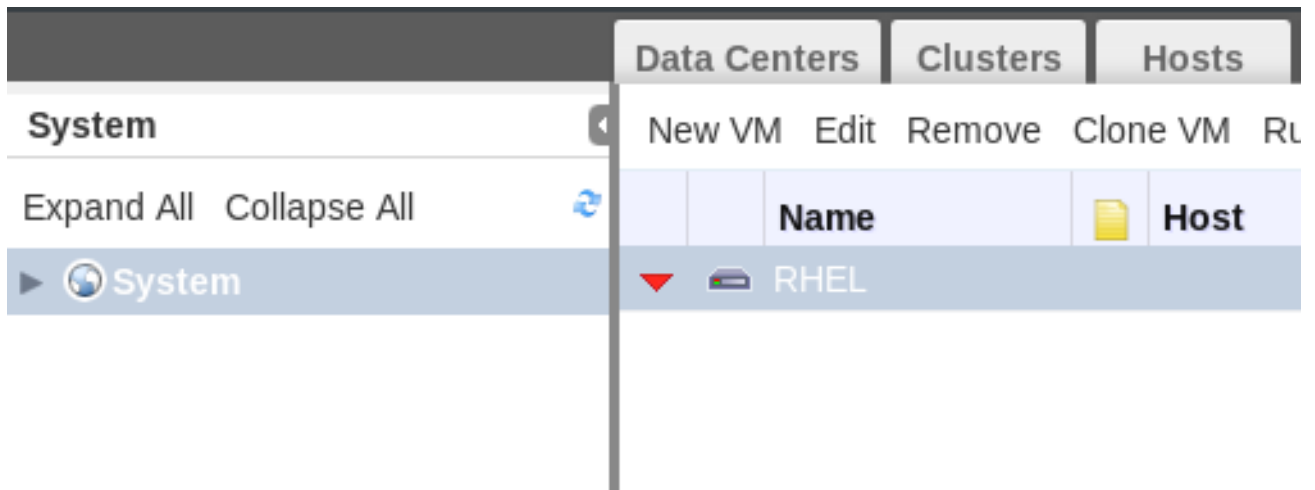 Data Centers Clusters Hosts
System
New VM Edit Remove Clone VM Ru
Expand All Collapse All
Name Host
System
RHEL